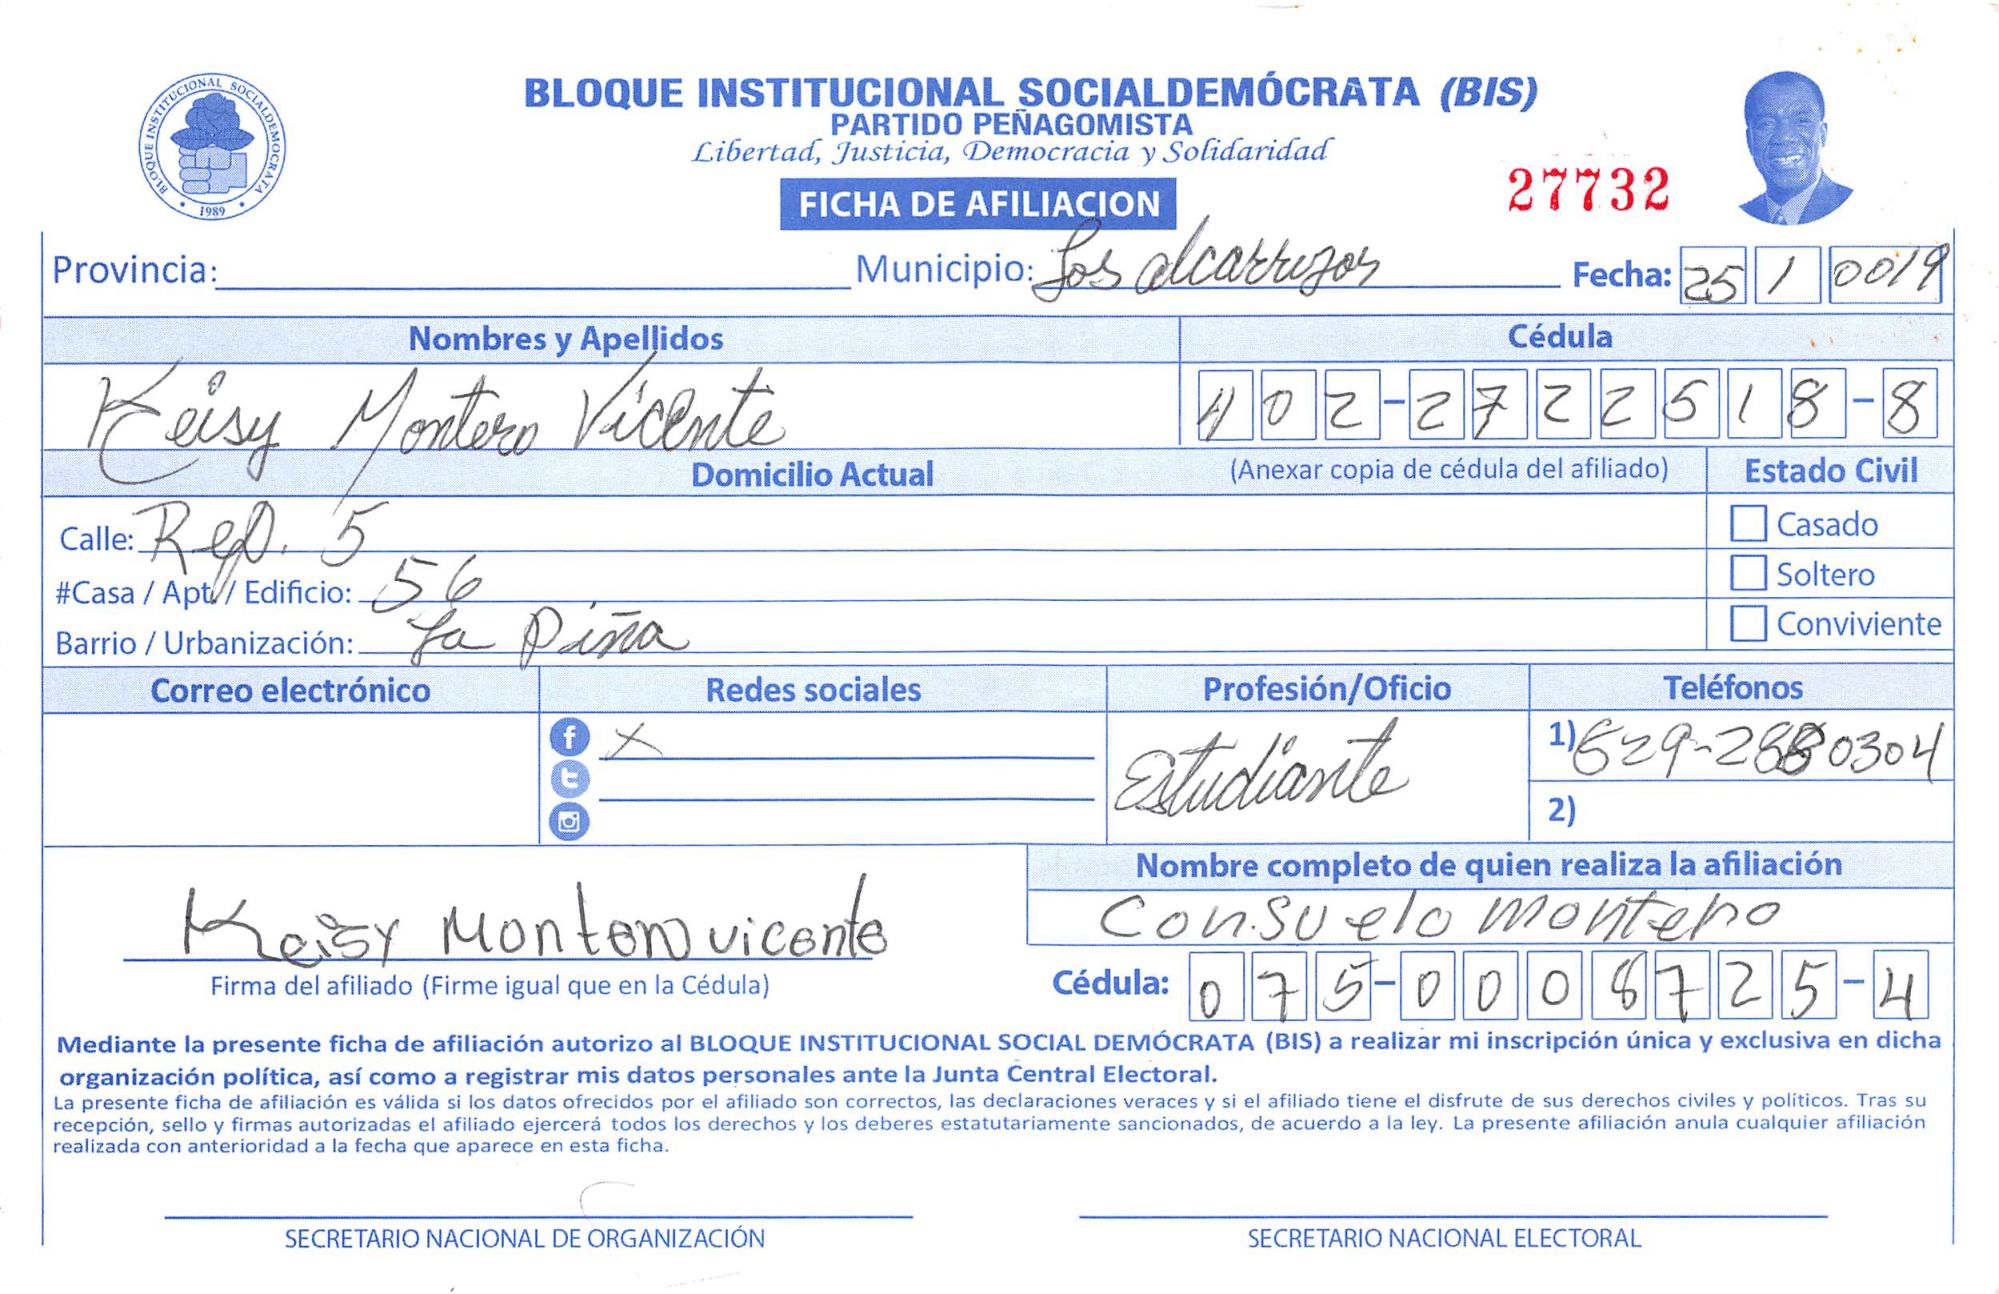 BLOQUE INSTITUCIONAL SOCIALDEMOCRATA
1989
BLOQUE INSTITUCIONAL SOCIALDEMÓCRATA (BIS)
PARTIDO PEÑAGOMISTA
Libertad, Justicia, Democracia y Solidaridad
FICHA DE AFILIACION
27732
Provincia: Municipio: Los alcarrizos Fecha: 25 1 0019
Nombres y Apellidos Cédula
Keisy Montero Vicente 402-2722518-8
Domicilio Actual (Anexar copia de cédula del afiliado) Estado Civil
Calle: Rep. 5 Casado
#Casa / Apt. / Edificio: 56 Soltero
Barrio / Urbanización: La Piña Conviviente
Correo electrónico Redes sociales Profesión/Oficio Teléfonos
f X Estudiante 1) 829-2880304
2)
Nombre completo de quien realiza la afiliación
Keisy Montero vicente Consuelo montero
Firma del afiliado (Firme igual que en la Cédula) Cédula: 075-0008725-4
Mediante la presente ficha de afiliación autorizo al BLOQUE INSTITUCIONAL SOCIAL DEMÓCRATA (BIS) a realizar mi inscripción única y exclusiva en dicha
organización política, así como a registrar mis datos personales ante la Junta Central Electoral.
La presente ficha de afiliación es válida si los datos ofrecidos por el afiliado son correctos, las declaraciones veraces y si el afiliado tiene el disfrute de sus derechos civiles y políticos. Tras su
recepción, sello y firmas autorizadas el afiliado ejercerá todos los derechos y los deberes estatutariamente sancionados, de acuerdo a la ley. La presente afiliación anula cualquier afiliación
realizada con anterioridad a la fecha que aparece en esta ficha.
SECRETARIO NACIONAL DE ORGANIZACIÓN SECRETARIO NACIONAL ELECTORAL